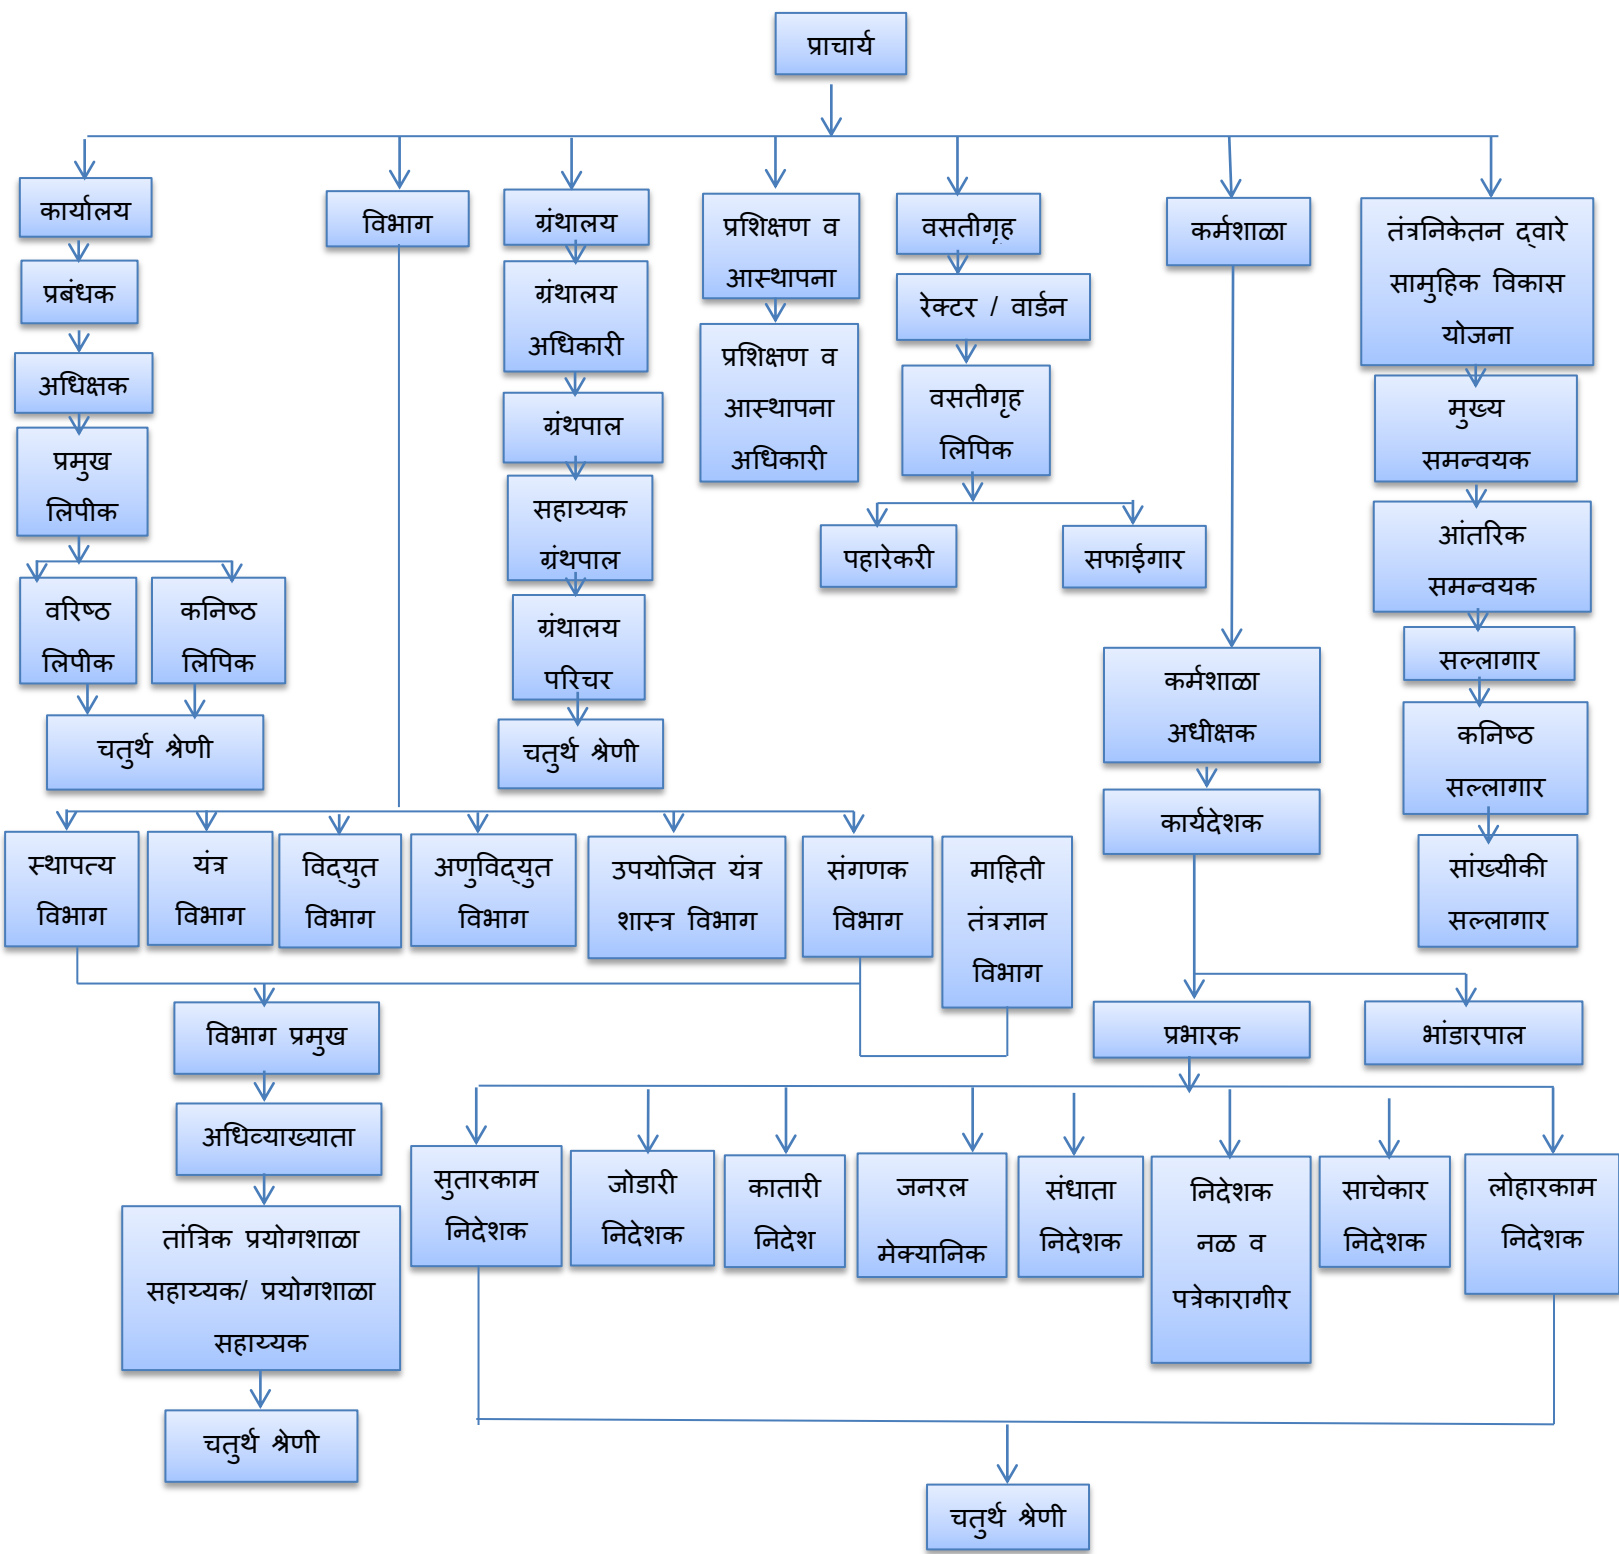 प्राचार्य
कार्यालय
विभाग
ग्रंथालय
प्रशिक्षण व
आस्थापना
वसतीगृह
कर्मशाळा
तंत्रनिकेतन द्वारे
सामुहिक विकास
योजना
प्रबंधक
अधिक्षक
प्रमुख
लिपीक
वरिष्ठ
लिपीक
कनिष्ठ
लिपिक
चतुर्थ श्रेणी
ग्रंथालय
अधिकारी
ग्रंथपाल
सहाय्यक
ग्रंथपाल
ग्रंथालय
परिचर
चतुर्थ श्रेणी
प्रशिक्षण व
आस्थापना
अधिकारी
रेक्टर / वार्डन
वसतीगृह
लिपिक
पहारेकरी
सफाईगार
कर्मशाळा
अधीक्षक
कार्यदेशक
मुख्य
समन्वयक
आंतरिक
समन्वयक
सल्लागार
कनिष्ठ
सल्लागार
सांख्यीकी
सल्लागार
स्थापत्य
विभाग
यंत्र
विभाग
विद्युत
विभाग
अणुविद्युत
विभाग
उपयोजित यंत्र
शास्त्र विभाग
संगणक
विभाग
माहिती
तंत्रज्ञान
विभाग
विभाग प्रमुख
अधिव्याख्याता
तांत्रिक प्रयोगशाळा
सहाय्यक/ प्रयोगशाळा
सहाय्यक
चतुर्थ श्रेणी
प्रभारक
भांडारपाल
सुतारकाम
निदेशक
जोडारी
निदेशक
कातारी
निदेश
जनरल
मेक्यानिक
संधाता
निदेशक
निदेशक
नळ व
पत्रेकारागीर
साचेकार
निदेशक
लोहारकाम
निदेशक
चतुर्थ श्रेणी